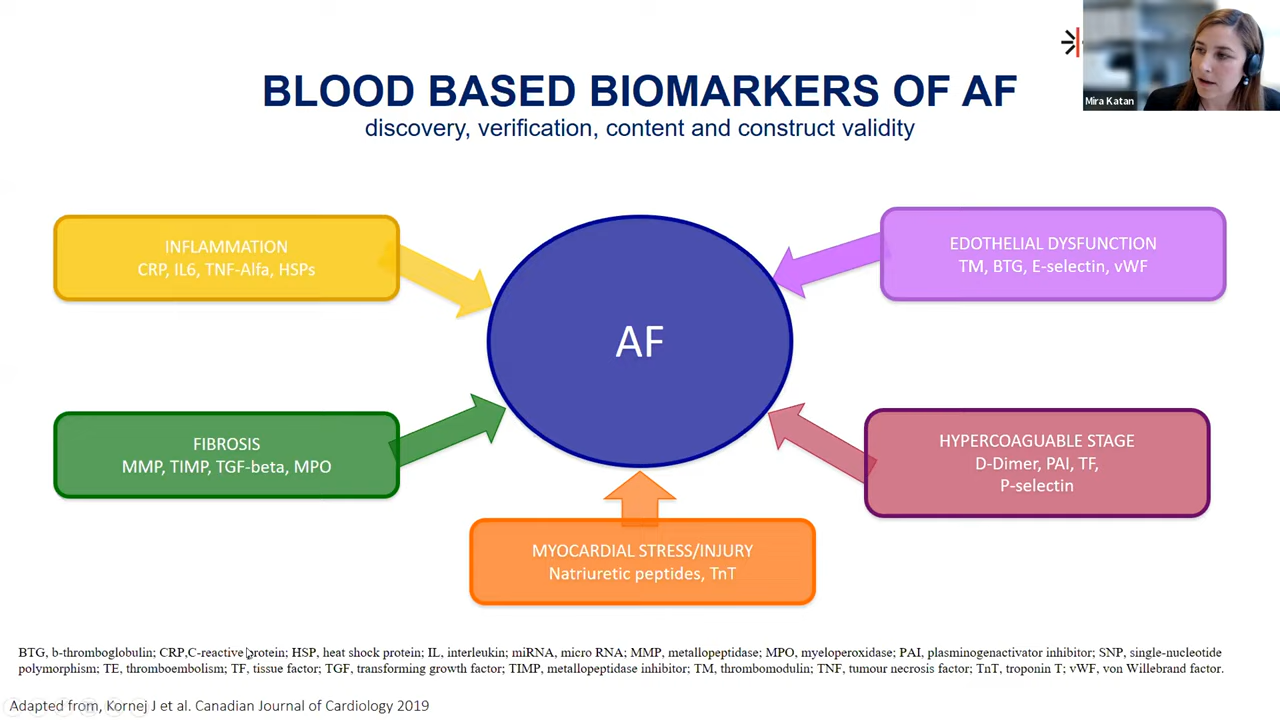 BLOOD BASED BIOMARKERS OF AF
discovery, verification, content and construct validity
Mira Katan
INFLAMMATION
CRP, IL6, TNF-Alfa, HSPs
EDOTHELIAL DYSFUNCTION
TM, BTG, E-selectin, vWF
AF
FIBROSIS
MMP, TIMP, TGF-beta, MPO
HYPERCOAGUABLE STAGE
D-Dimer, PAI, TF,
P-selectin
MYOCARDIAL STRESS/INJURY
Natriuretic peptides, TnT
BTG, b-thromboglobulin; CRP,C-reactive protein; HSP, heat shock protein; IL, interleukin; miRNA, micro RNA; MMP, metallopeptidase; MPO, myeloperoxidase; PAI, plasminogenactivator inhibitor; SNP, single-nucleotide
polymorphism; TE, thromboembolism; TF, tissue factor; TGF, transforming growth factor; TIMP, metallopeptidase inhibitor; TM, thrombomodulin; TNF, tumour necrosis factor; TnT, troponin T; vWF, von Willebrand factor.
Adapted from, Kornej J et al. Canadian Journal of Cardiology 2019